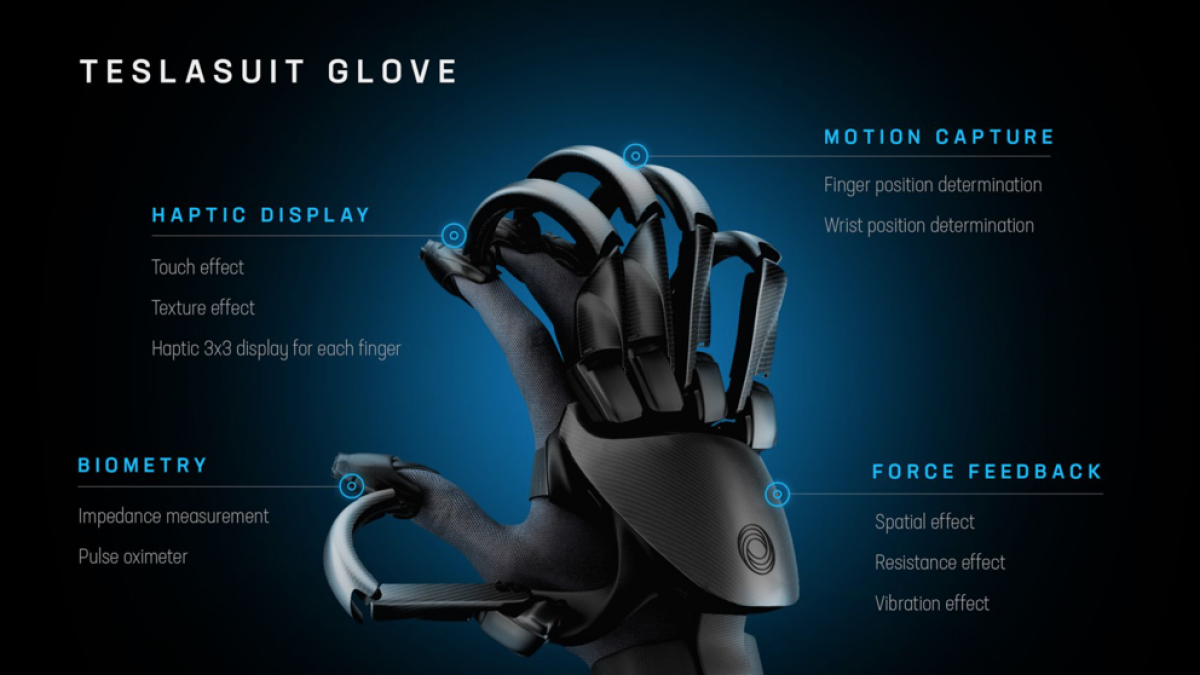 TESLASUIT GLOVE
MOTION CAPTURE
Finger position determination
Wrist position determination
HAPTIC DISPLAY
Touch effect
Texture effect
Haptic 3x3 display for each finger
BIOMETRY
Impedance measurement
Pulse oximeter
FORCE FEEDBACK
Spatial effect
Resistance effect
Vibration effect